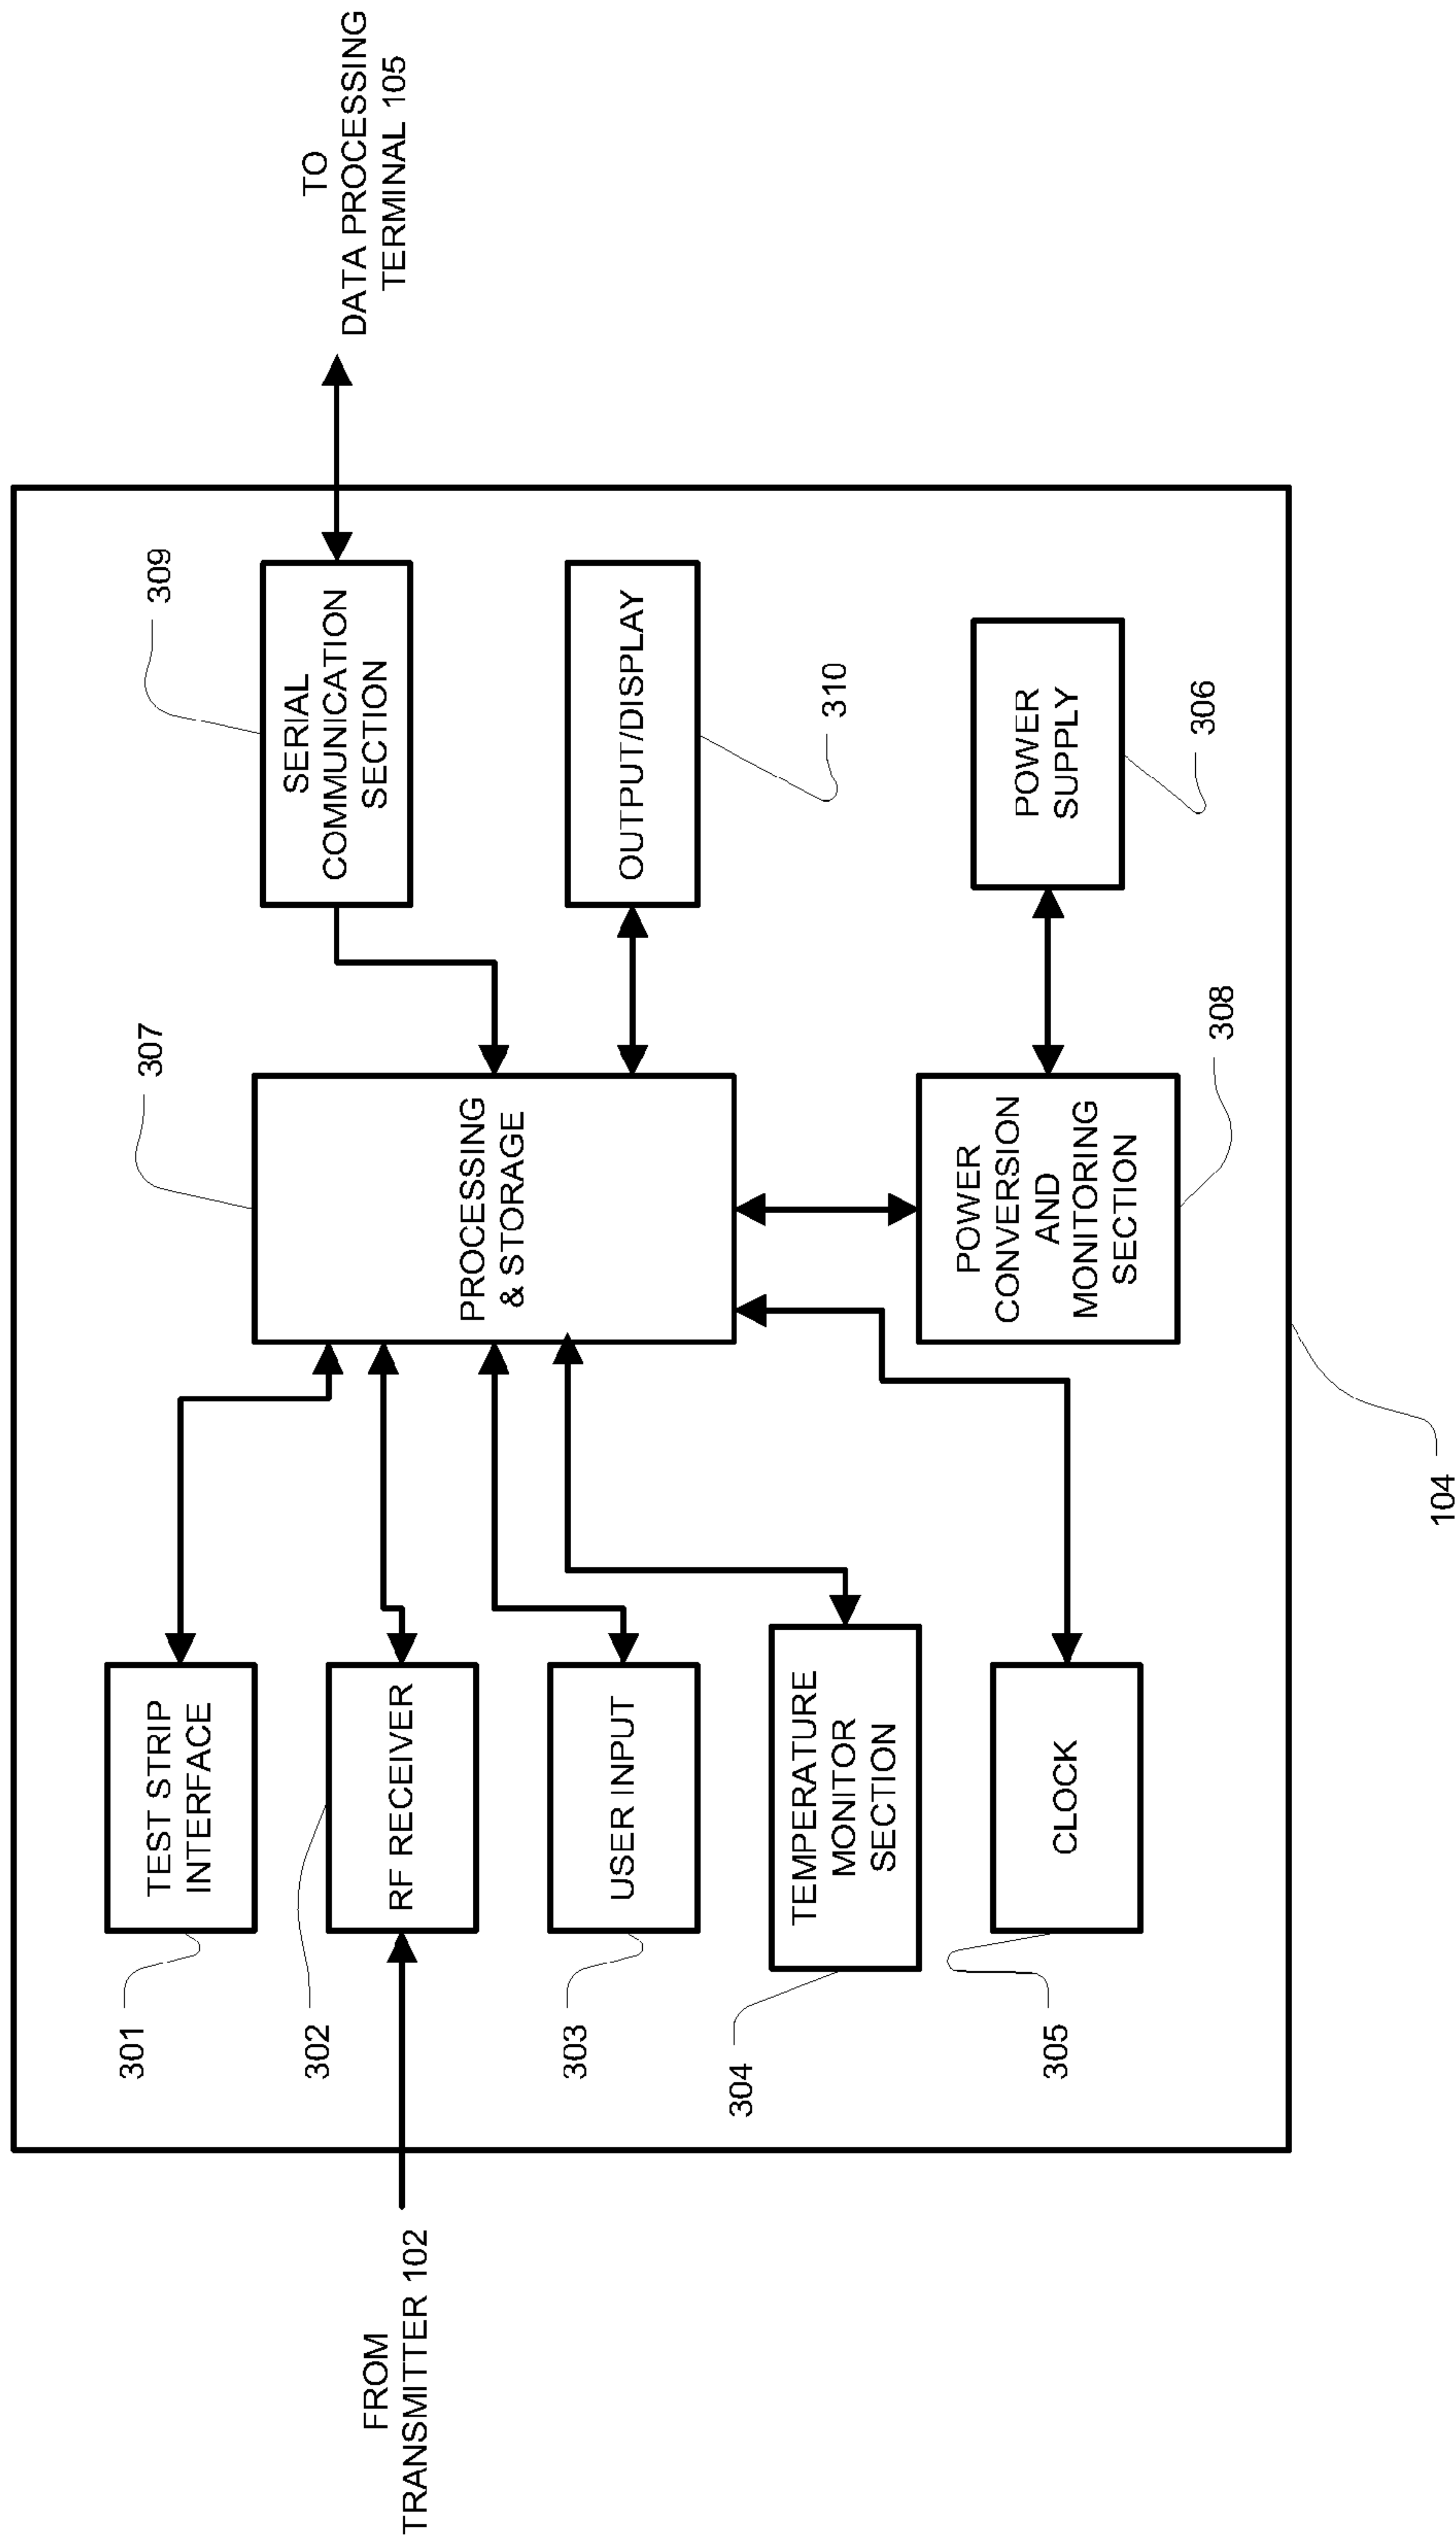 FROM
TRANSMITTER 102
301
TEST STRIP
INTERFACE
302
RF RECEIVER
303
USER INPUT
304
TEMPERATURE
MONITOR
SECTION
305
CLOCK
307
PROCESSING
& STORAGE
POWER
CONVERSION
AND
MONITORING
SECTION
308
309
SERIAL
COMMUNICATION
SECTION
OUTPUT/DISPLAY
310
POWER
SUPPLY
306
TO
DATA PROCESSING
TERMINAL 105
104